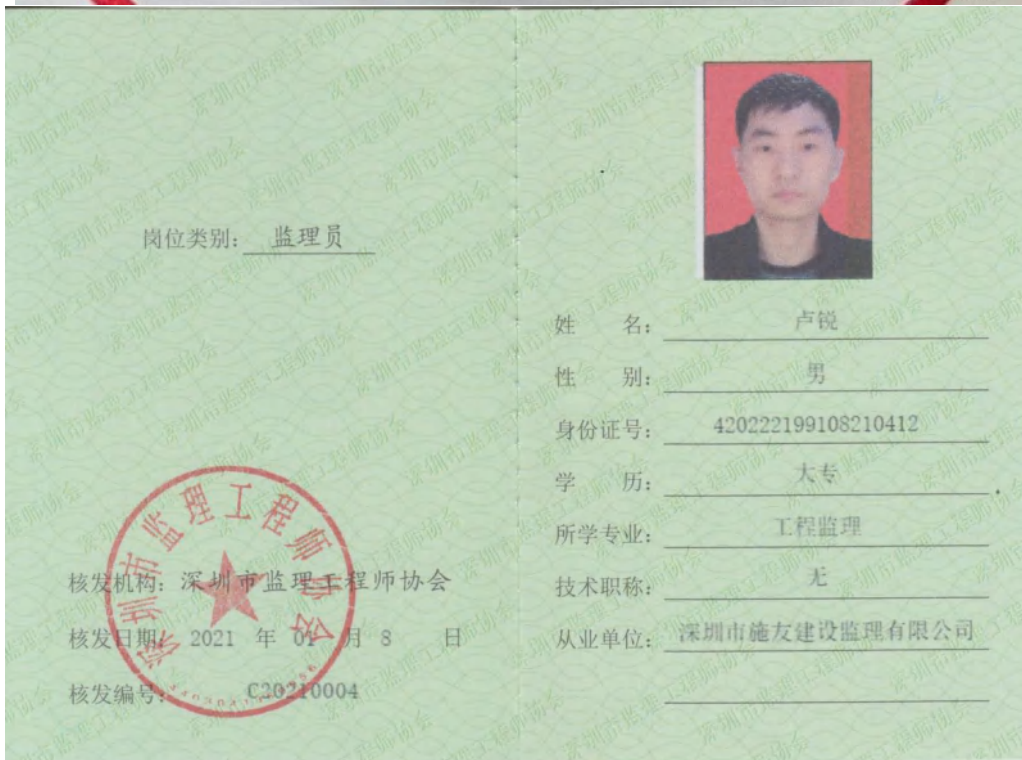 岗位类别: 监理员
深圳市监理工程师协会
核发机构: 深圳市监理工程师协会
核发日期: 2021 年 01 月 8 日
核发编号: C20210004
姓 名: 卢锐
性 别: 男
身份证号: 420222199108210412
学 历: 大专
所学专业: 工程监理
技术职称: 无
从业单位: 深圳市施友建设监理有限公司